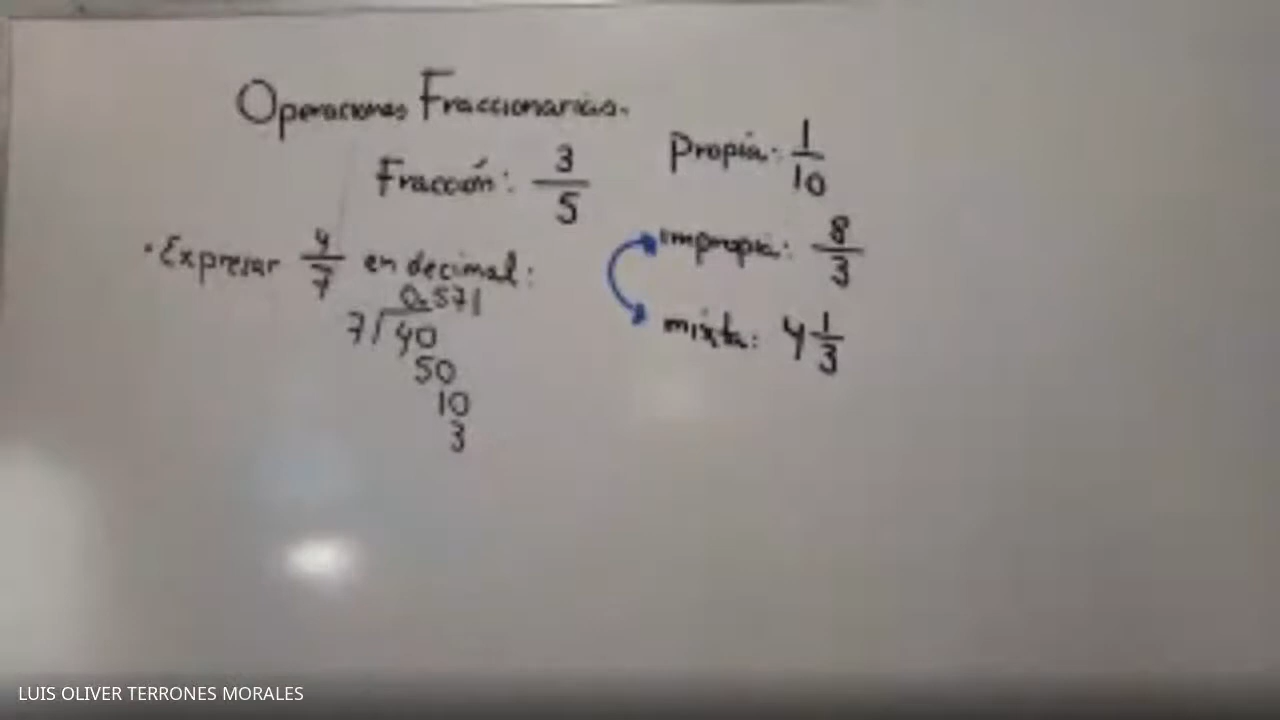 Operaciones Fraccionarias.
Fracción: 3/5
Propia: 1/10
impropia: 8/3
mixta: 4 1/3
· Expresar 4/7 en decimal:
0.571
7 40
50
10
3
LUIS OLIVER TERRONES MORALES